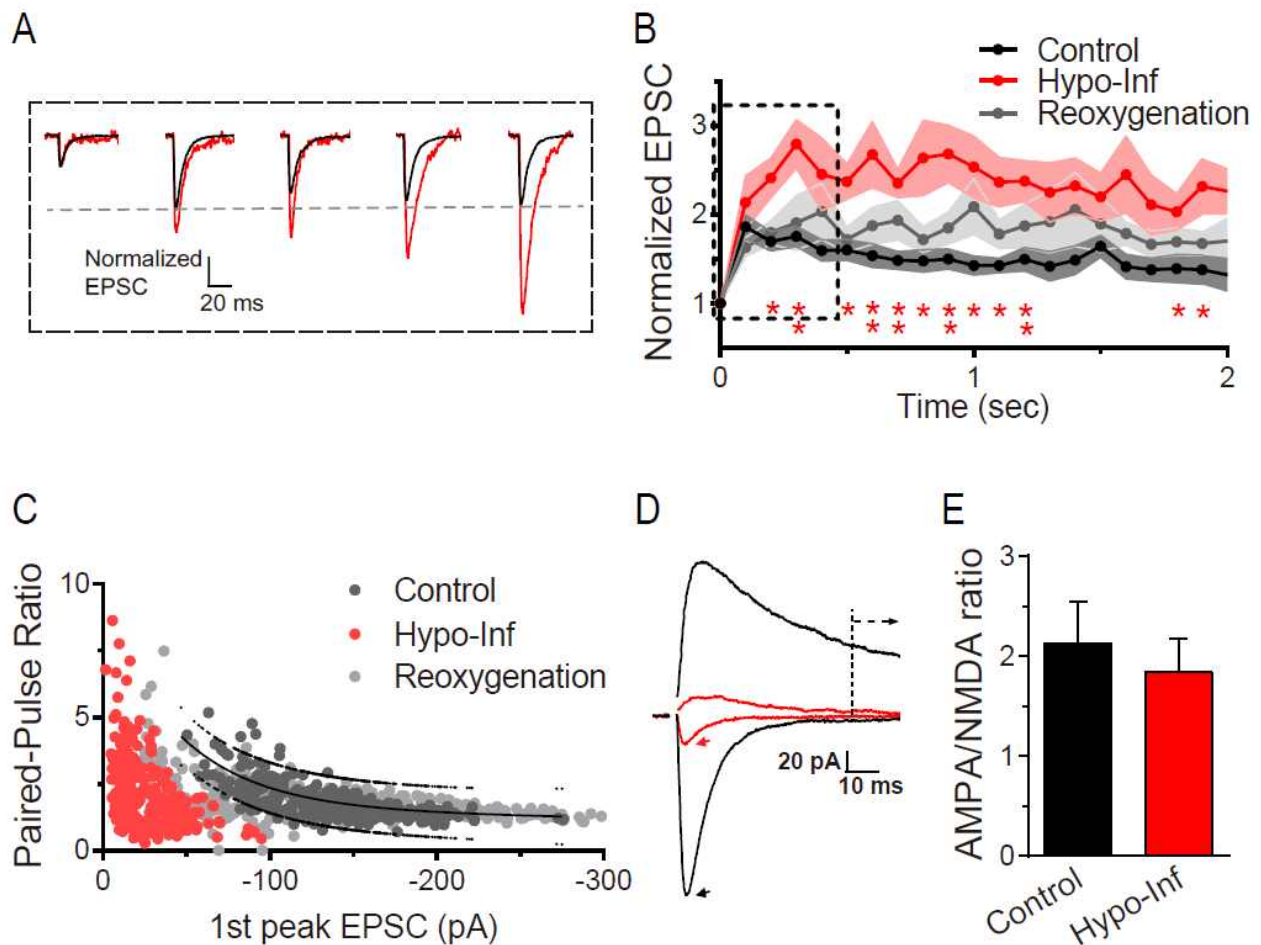 A
Normalized
EPSC
20 ms
B
Control
Hypo-Inf
Reoxygenation
Normalized EPSC
3
2
1
* * * * * * * * * * * *
* * * * *
0
1
2
Time (sec)
C
Control
Hypo-Inf
Reoxygenation
Paired-Pulse Ratio
10
5
0
0
-100
-200
-300
1st peak EPSC (pA)
D
20 pA
10 ms
E
AMPA/NMDA ratio
3
2
1
0
Control
Hypo-Inf